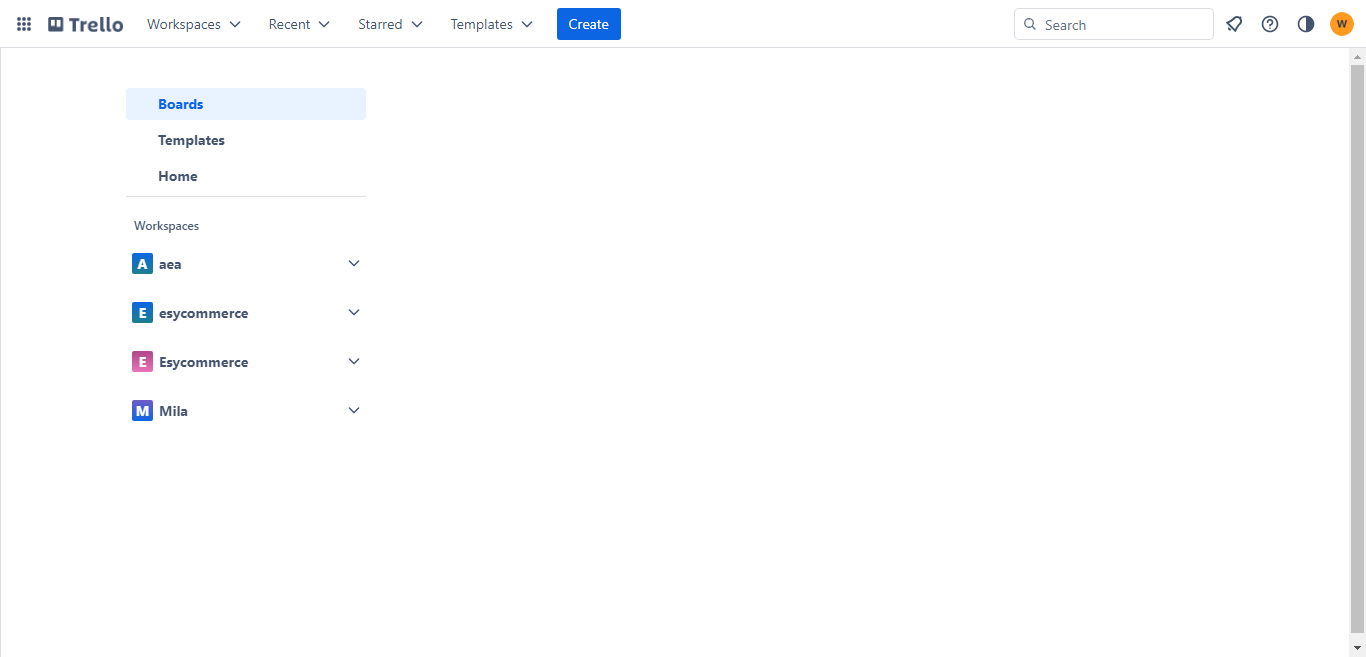 Trello Workspaces Recent Starred Templates Create Search W
Boards
Templates
Home
Workspaces
A aea
E esycommerce
E Esycommerce
M Mila